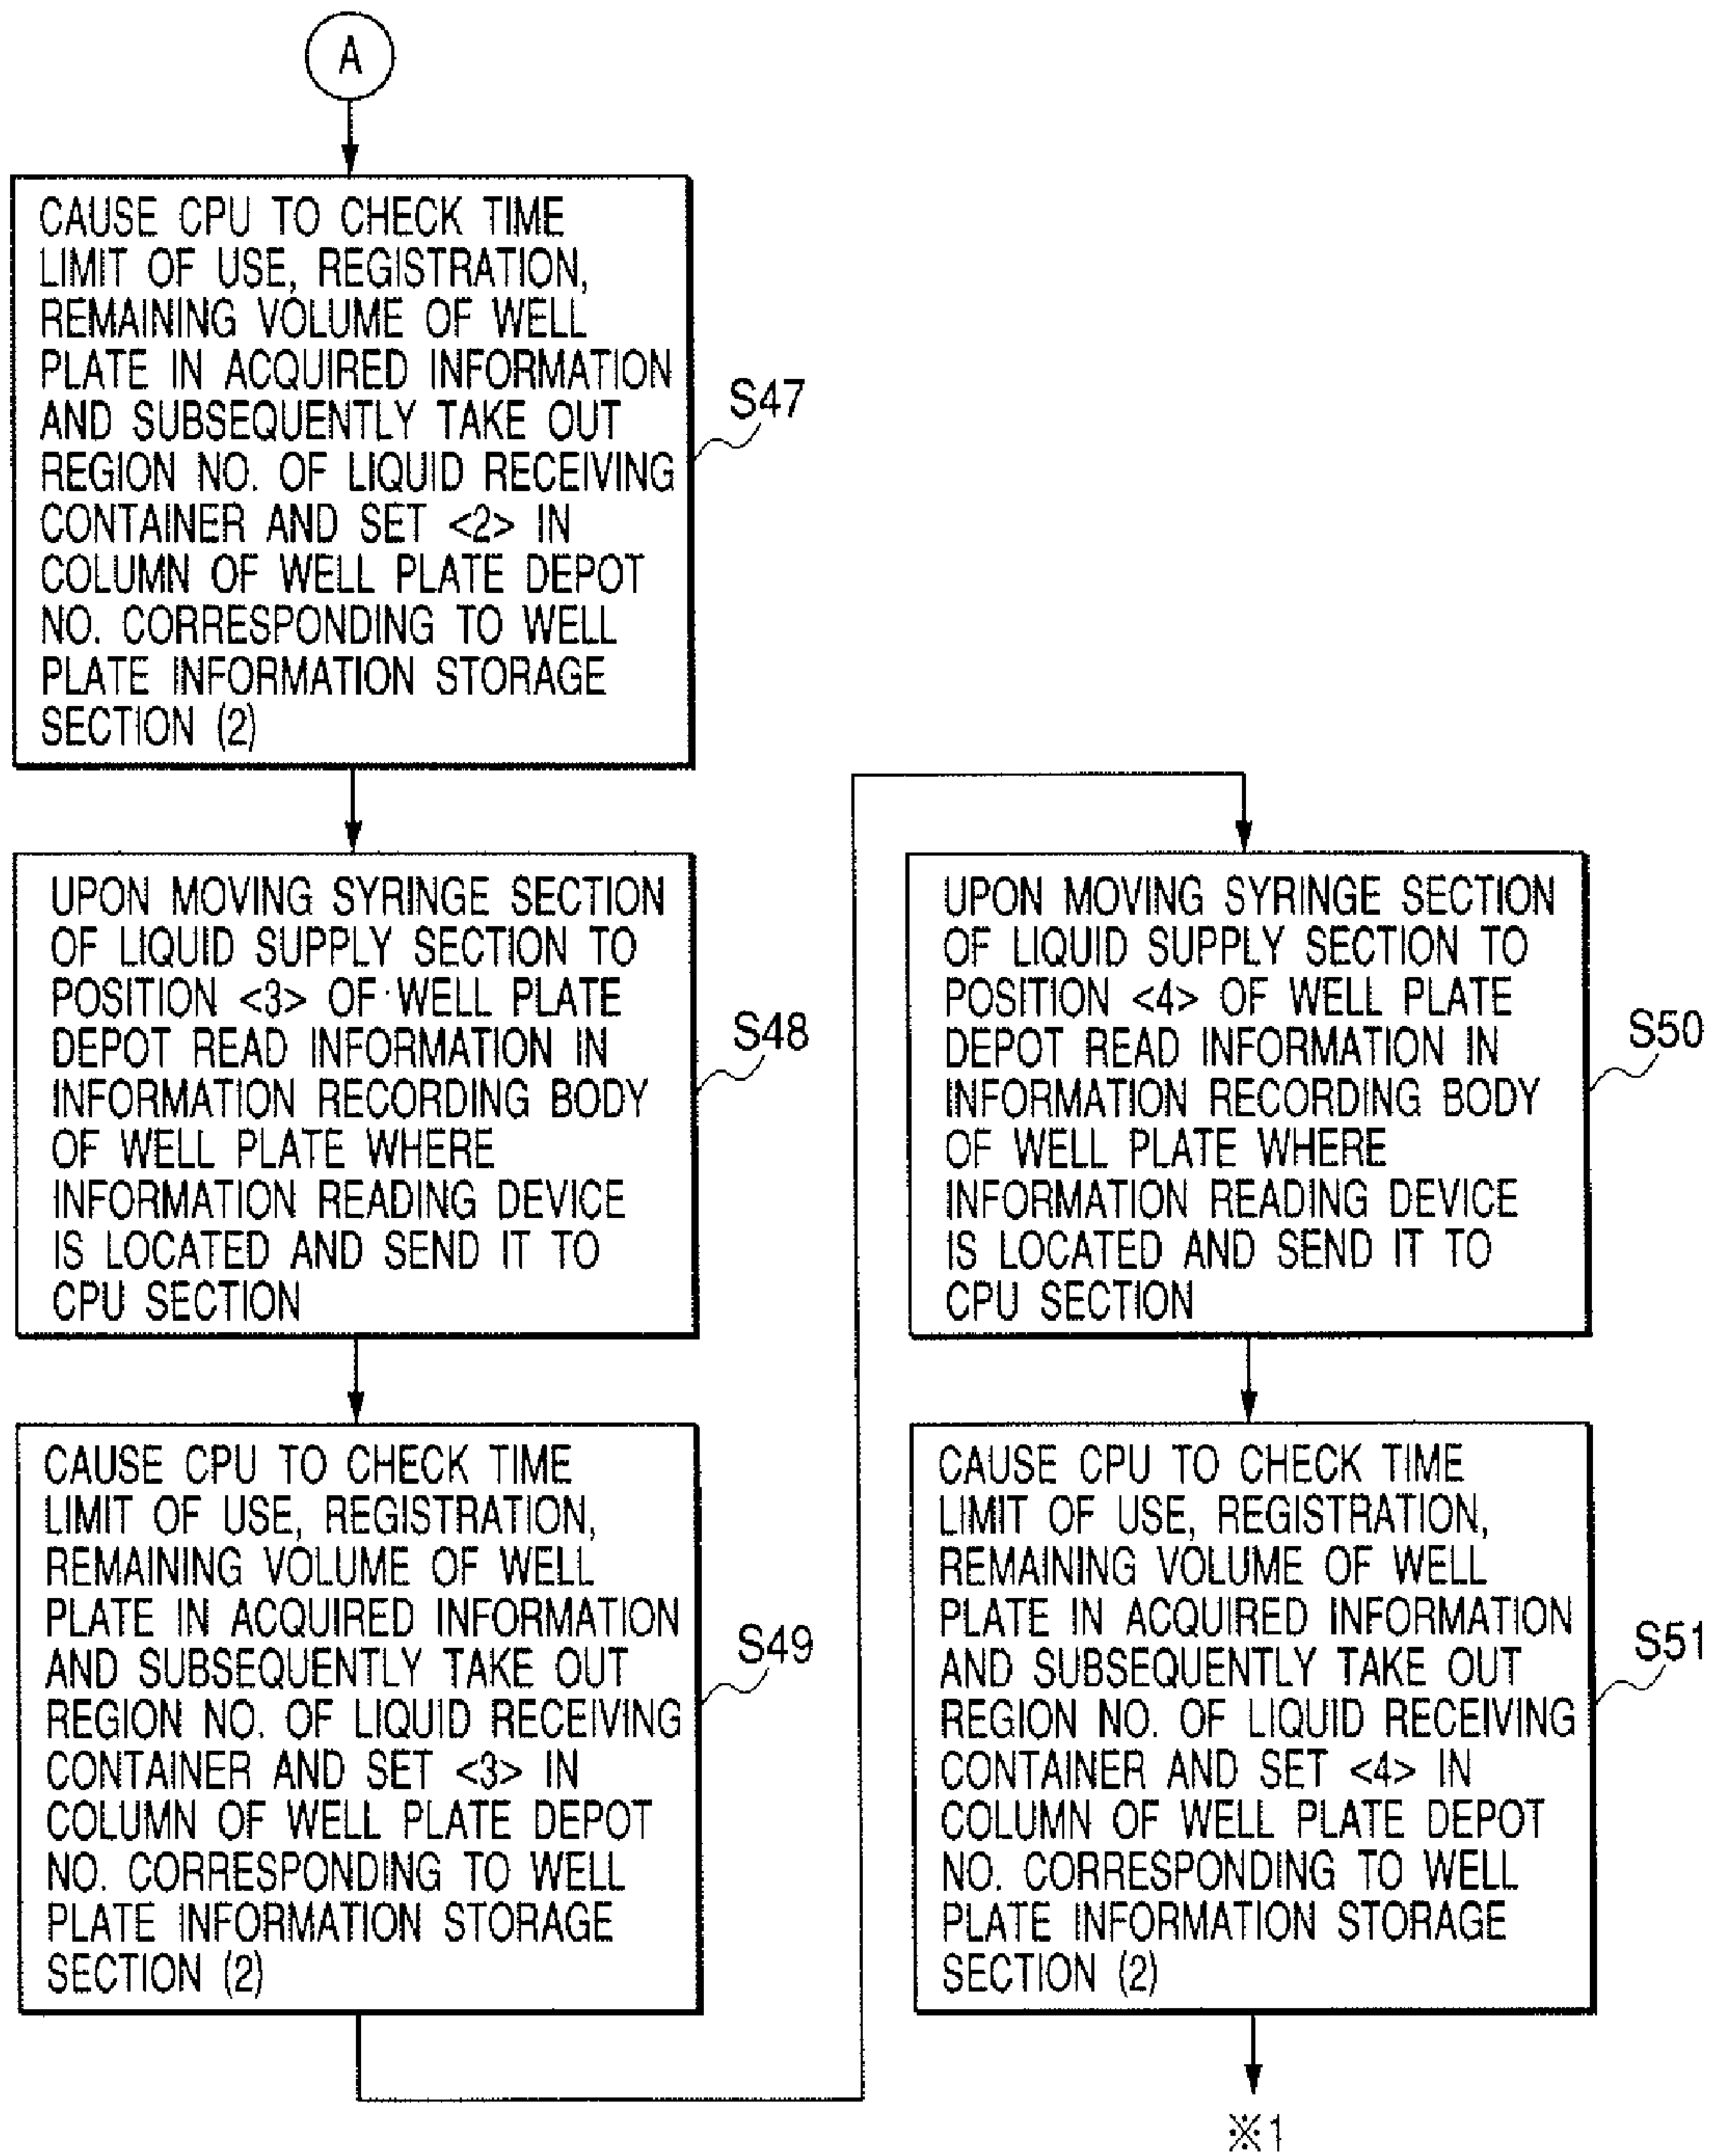 A
CAUSE CPU TO CHECK TIME
LIMIT OF USE, REGISTRATION,
REMAINING VOLUME OF WELL
PLATE IN ACQUIRED INFORMATION
AND SUBSEQUENTLY TAKE OUT
REGION NO. OF LIQUID RECEIVING
CONTAINER AND SET <2> IN
COLUMN OF WELL PLATE DEPOT
NO. CORRESPONDING TO WELL
PLATE INFORMATION STORAGE
SECTION (2)
S47
UPON MOVING SYRINGE SECTION
OF LIQUID SUPPLY SECTION TO
POSITION <3> OF WELL PLATE
DEPOT READ INFORMATION IN
INFORMATION RECORDING BODY
OF WELL PLATE WHERE
INFORMATION READING DEVICE
IS LOCATED AND SEND IT TO
CPU SECTION
S48
CAUSE CPU TO CHECK TIME
LIMIT OF USE, REGISTRATION,
REMAINING VOLUME OF WELL
PLATE IN ACQUIRED INFORMATION
AND SUBSEQUENTLY TAKE OUT
REGION NO. OF LIQUID RECEIVING
CONTAINER AND SET <3> IN
COLUMN OF WELL PLATE DEPOT
NO. CORRESPONDING TO WELL
PLATE INFORMATION STORAGE
SECTION (2)
S49
UPON MOVING SYRINGE SECTION
OF LIQUID SUPPLY SECTION TO
POSITION <4> OF WELL PLATE
DEPOT READ INFORMATION IN
INFORMATION RECORDING BODY
OF WELL PLATE WHERE
INFORMATION READING DEVICE
IS LOCATED AND SEND IT TO
CPU SECTION
S50
CAUSE CPU TO CHECK TIME
LIMIT OF USE, REGISTRATION,
REMAINING VOLUME OF WELL
PLATE IN ACQUIRED INFORMATION
AND SUBSEQUENTLY TAKE OUT
REGION NO. OF LIQUID RECEIVING
CONTAINER AND SET <4> IN
COLUMN OF WELL PLATE DEPOT
NO. CORRESPONDING TO WELL
PLATE INFORMATION STORAGE
SECTION (2)
S51
※1